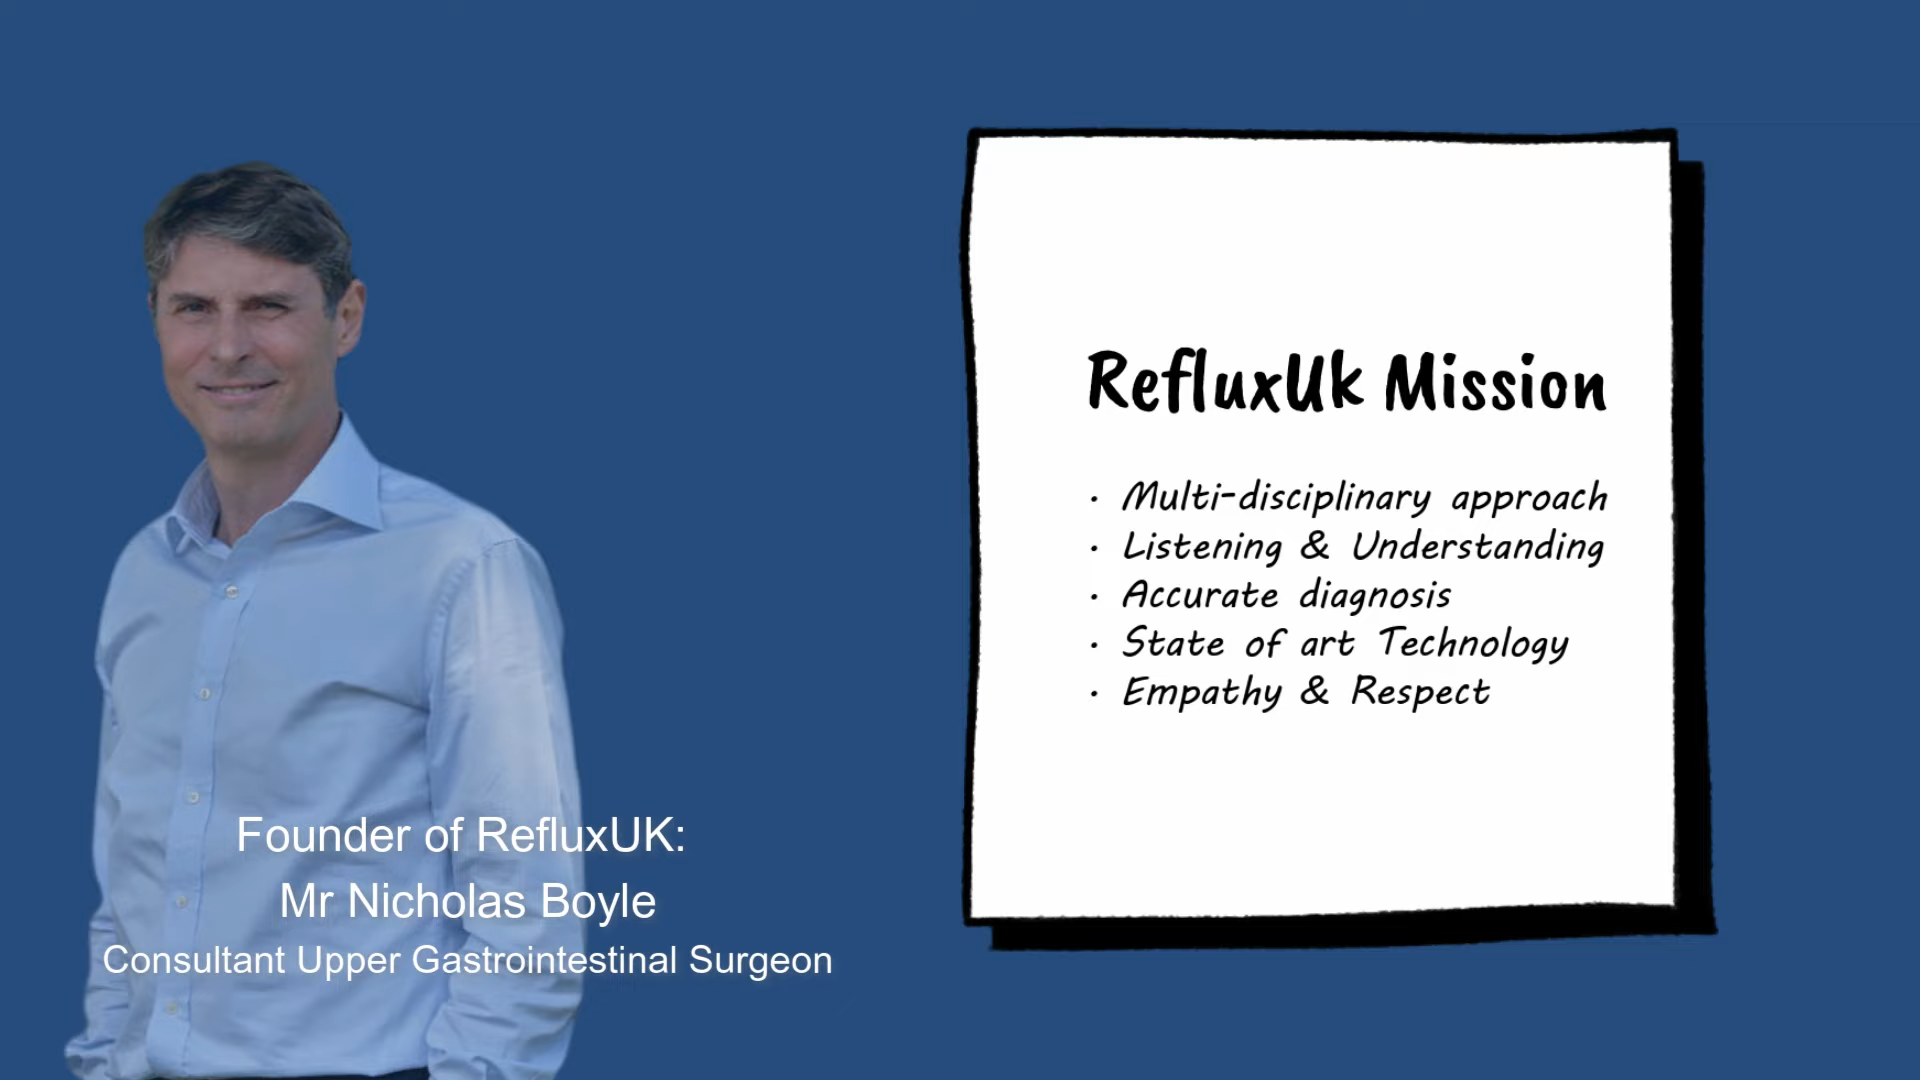 RefluxUk Mission
· Multi-disciplinary approach
· Listening & Understanding
· Accurate diagnosis
· State of art Technology
· Empathy & Respect
Founder of RefluxUK:
Mr Nicholas Boyle
Consultant Upper Gastrointestinal Surgeon